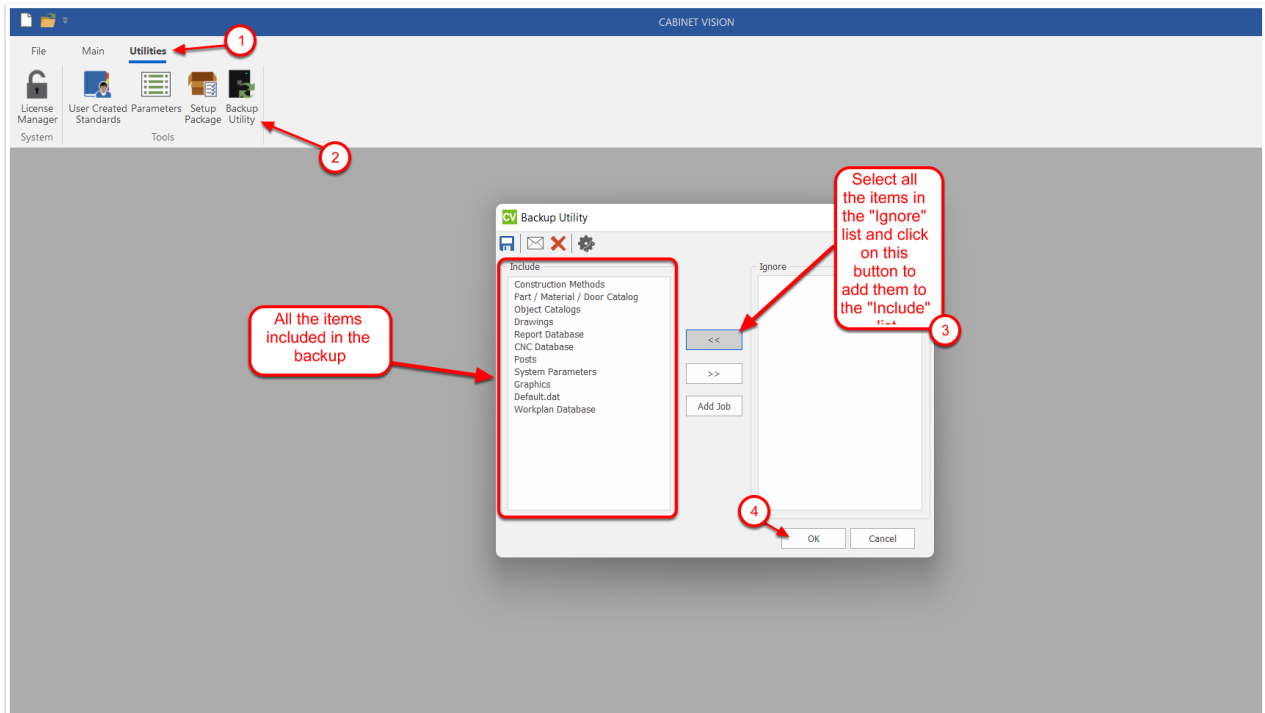 CABINET VISION
File Main Utilities
1
License Manager
User Created Standards
Parameters
Setup Package
Backup Utility
System Tools
2
Select all
the items in
the "Ignore"
list and click
on this
button to
add them to
the "Include"
list
3
CV Backup Utility
Include
Ignore
Construction Methods
Part / Material / Door Catalog
Object Catalogs
Drawings
Report Database
CNC Database
Posts
System Parameters
Graphics
Default.dat
Workplan Database
All the items
included in the
backup
<<
>>
Add Job
4
OK Cancel